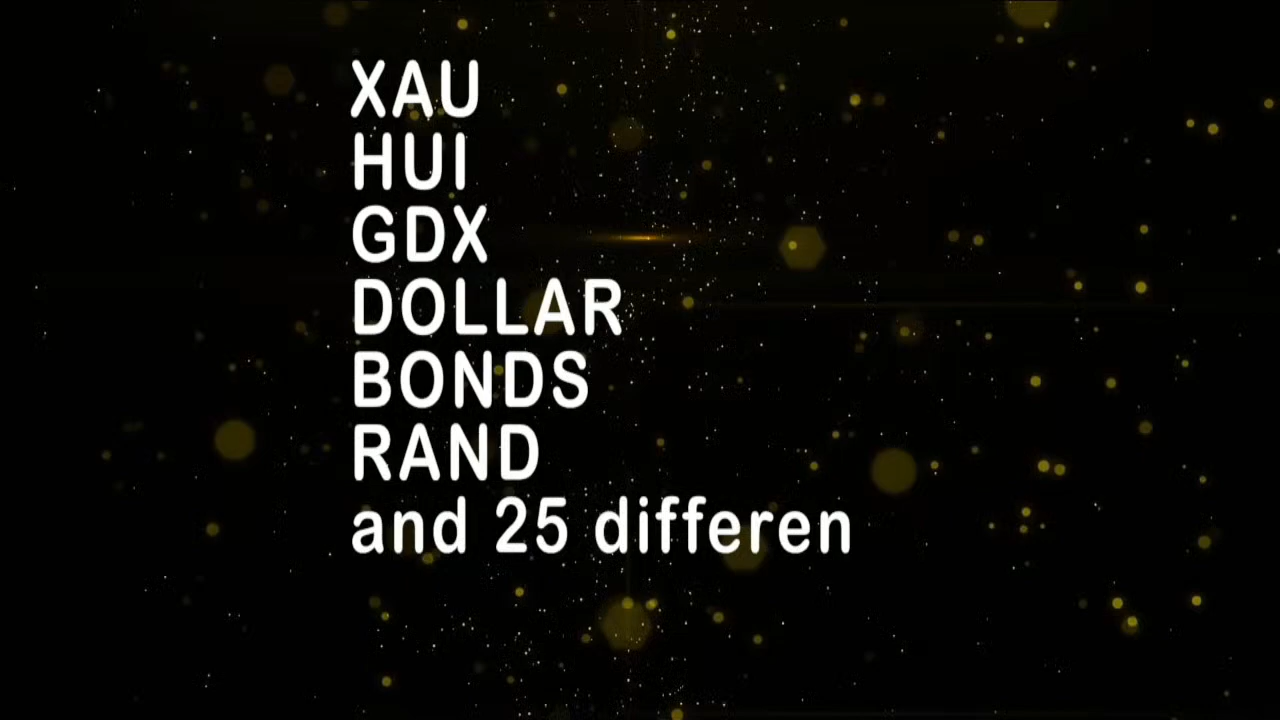 XAU
HUI
GDX
DOLLAR
BONDS
RAND
and 25 differen